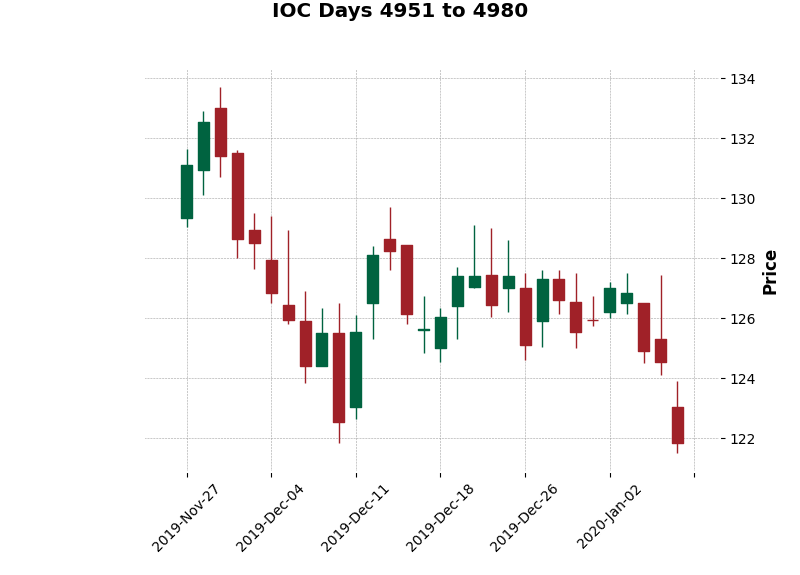 IOC Days 4951 to 4980
134
132
130
128
126
124
122
Price
2019-Nov-27
2019-Dec-04
2019-Dec-11
2019-Dec-18
2019-Dec-26
2020-Jan-02